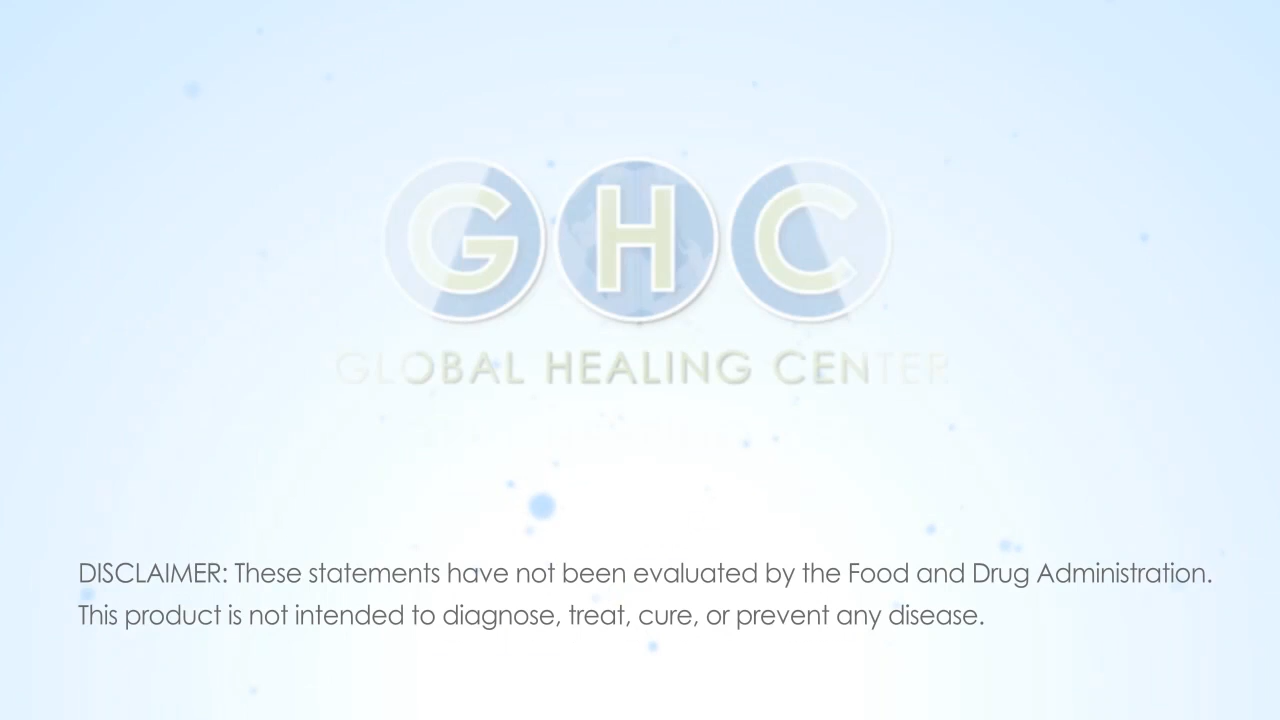 GHC
GLOBAL HEALING CENTER
DISCLAIMER: These statements have not been evaluated by the Food and Drug Administration.
This product is not intended to diagnose, treat, cure, or prevent any disease.